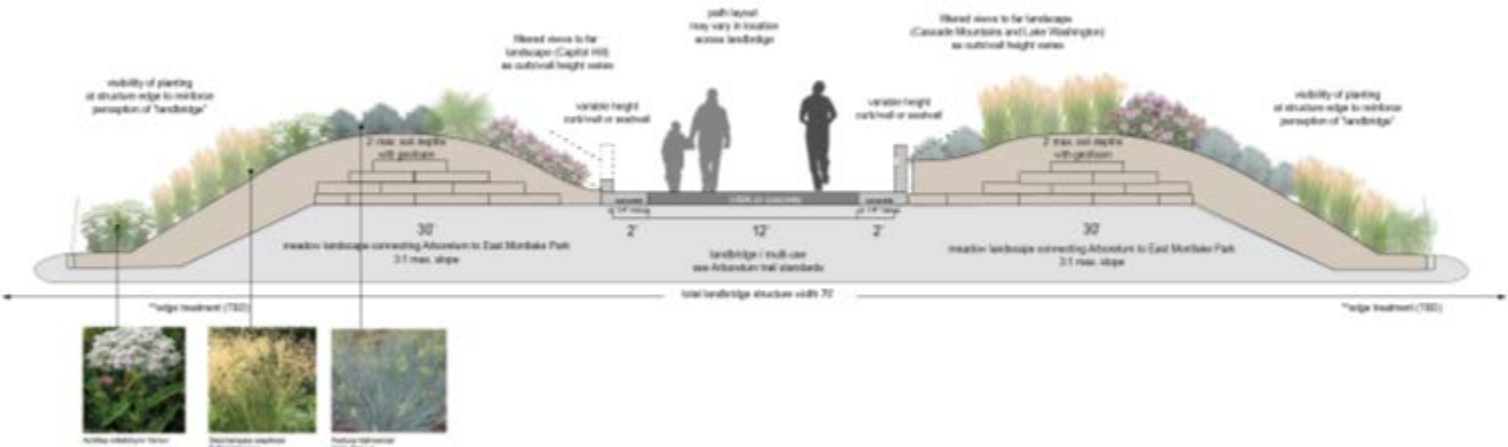 path layout
may vary in location
across landbridge
filtered views to far landscape
(Cascade Mountains and Lake Washington)
as curb/wall height varies
filtered views to far
landscape (Capitol Hill)
as curb/wall height varies
visibility of planting
at structure edge to reinforce
perception of "landbridge"
variable height
curb/wall or seatwall
variable height
curb/wall or seatwall
visibility of planting
at structure edge to reinforce
perception of "landbridge"
2' max. soil depths
with geofoam
2' max. soil depths
with geofoam
30'
meadow landscape connecting Arboretum to East Montlake Park
3:1 max. slope
2'
12'
2'
landbridge / multi-use
see Arboretum trail standards
30'
meadow landscape connecting Arboretum to East Montlake Park
3:1 max. slope
total landbridge structure width 70'
**edge treatment (TBD)
**edge treatment (TBD)